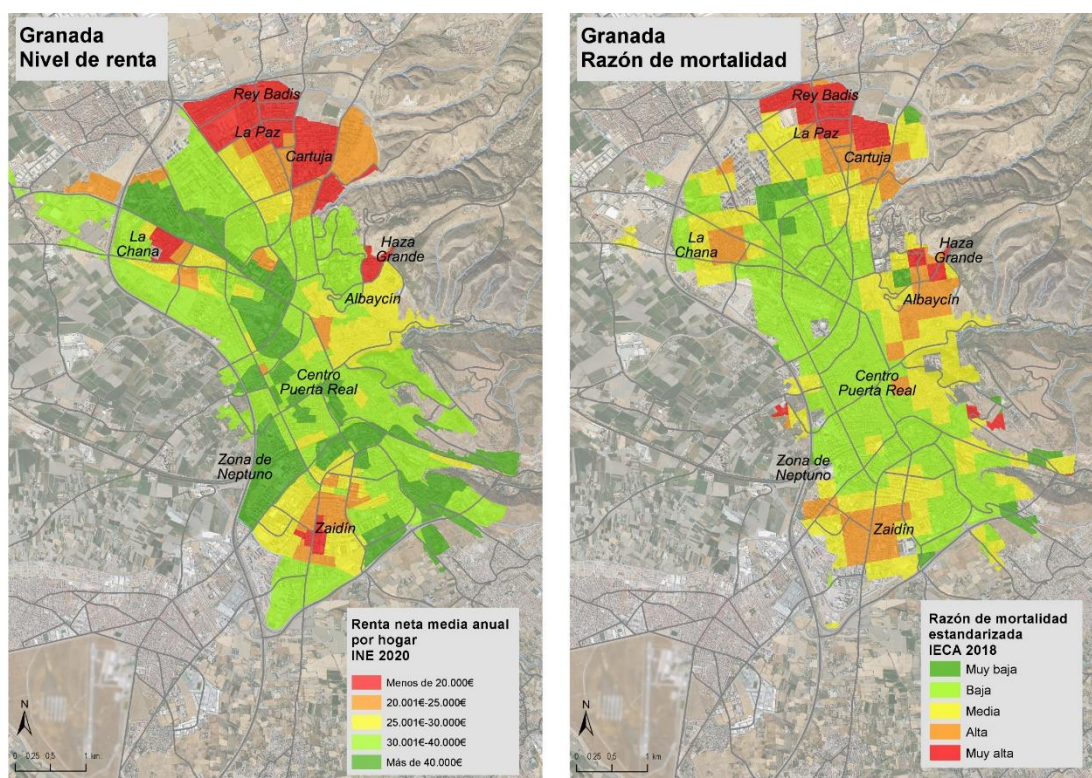 Granada
Nivel de renta
Rey Badis
La Paz
Cartuja
La
Chana
Haza
Grande
Albaycín
Centro
Puerta Real
Zona de
Neptuno
Zaidín
Renta neta media anual
por hogar
INE 2020
Menos de 20.000€
20.001€-25.000€
25.001€-30.000€
30.001€-40.000€
Más de 40.000€
N
0 0,25 0,5 1 km
Granada
Razón de mortalidad
Rey Badis
La Paz
Cartuja
La
Chana
Haza
Grande
Albaycín
Centro
Puerta Real
Zona de
Neptuno
Zaidín
Razón de mortalidad
estandarizada
IECA 2018
Muy baja
Baja
Media
Alta
Muy alta
N
0 0,25 0,5 1 km